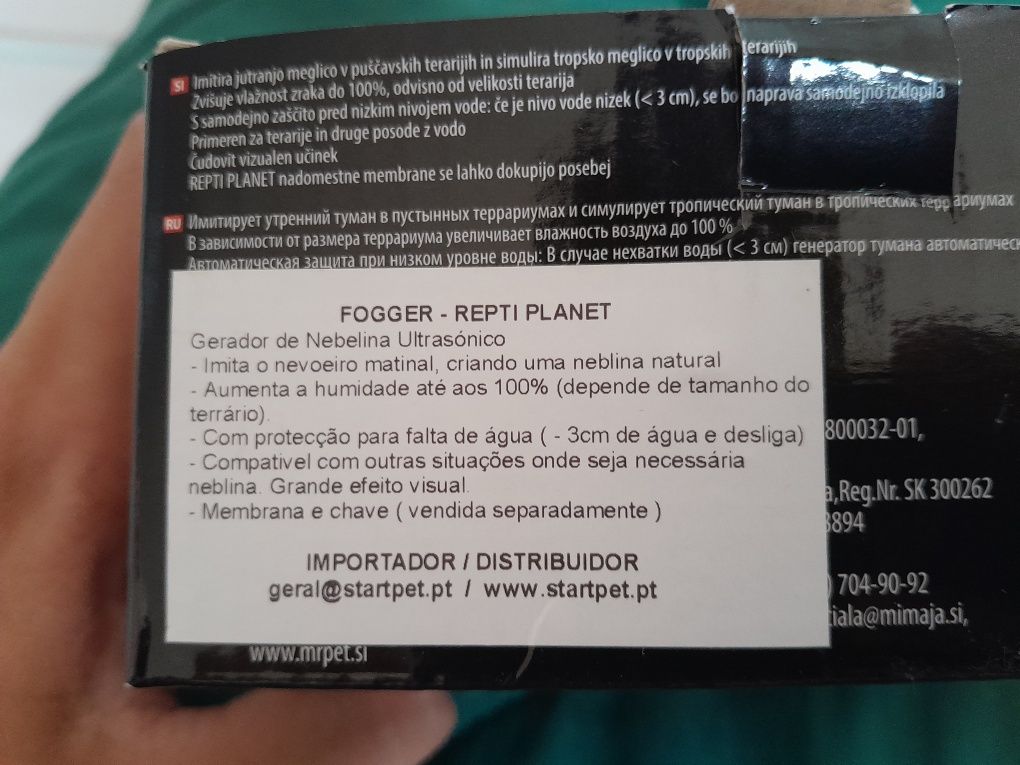 SI Imitira jutranjo meglico v puščavskih terarijih in simulira tropsko meglico v tropskih terarijih
Zvišuje vlažnost zraka do 100%, odvisno od velikosti terarija
S samodejno zaščito pred nizkim nivojem vode: če je nivo vode nizek (< 3 cm), se bo naprava samodejno izklopila
Primeren za terarije in druge posode z vodo
Čudovit vizualen učinek
REPTI PLANET nadomestne membrane se lahko dokupijo posebej
RU Имитирует утренний туман в пустынных террариумах и симулирует тропический туман в тропических террариумах
В зависимости от размера террариума увеличивает влажность воздуха до 100 %
Автоматическая защита при низком уровне воды: В случае нехватки воды (< 3 см) генератор тумана автоматическ
FOGGER - REPTI PLANET
Gerador de Nebelina Ultrasónico
- Imita o nevoeiro matinal, criando uma neblina natural
- Aumenta a humidade até aos 100% (depende de tamanho do
terrário).
- Com protecção para falta de água ( - 3cm de água e desliga)
- Compativel com outras situações onde seja necessária
neblina. Grande efeito visual.
- Membrana e chave ( vendida separadamente )
IMPORTADOR / DISTRIBUIDOR
geral@startpet.pt / www.startpet.pt
800032-01,
a,Reg.Nr. SK 300262
8894
) 704-90-92
iala@mimaja.si,
www.mrpet.si